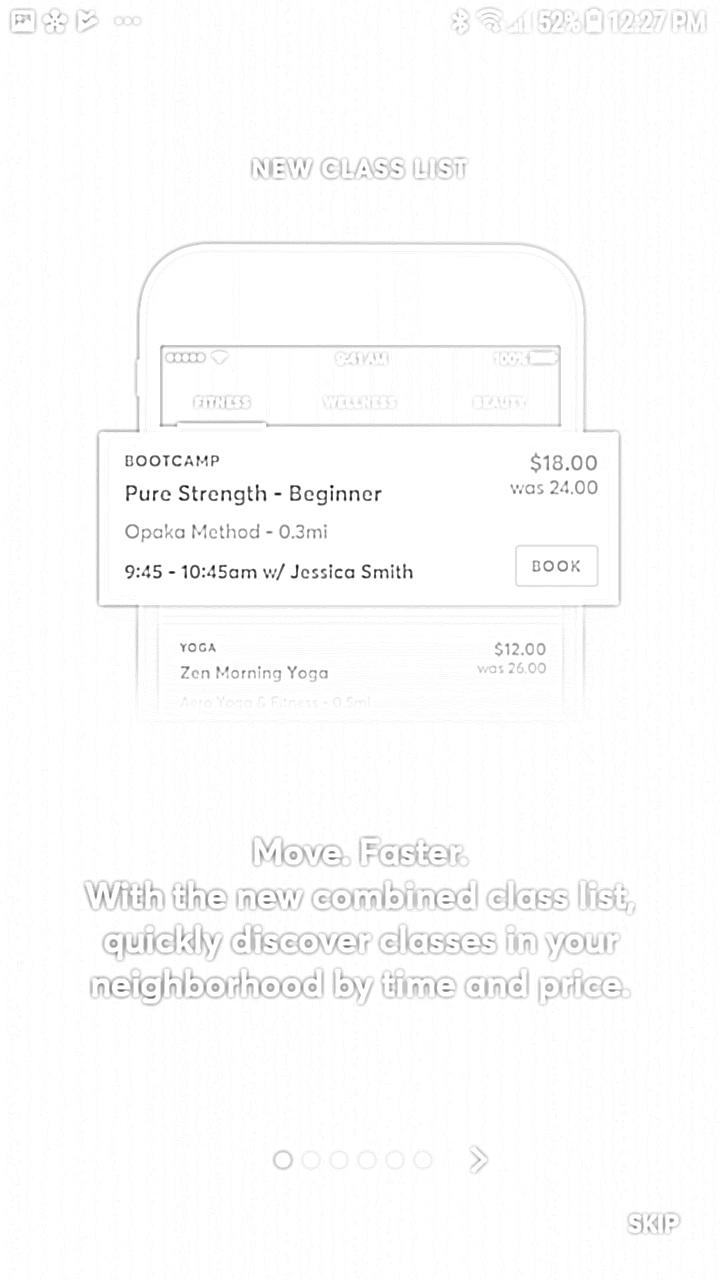 52% 12:27 PM
NEW CLASS LIST
9:41 AM 100%
FITNESS WELLNESS BEAUTY
BOOTCAMP $18.00
Pure Strength - Beginner was 24.00
Opaka Method - 0.3mi
9:45 - 10:45am w/ Jessica Smith BOOK
YOGA $12.00
Zen Morning Yoga was 26.00
Aero Yoga & Fitness - 0.5mi
Move. Faster.
With the new combined class list,
quickly discover classes in your
neighborhood by time and price.
SKIP